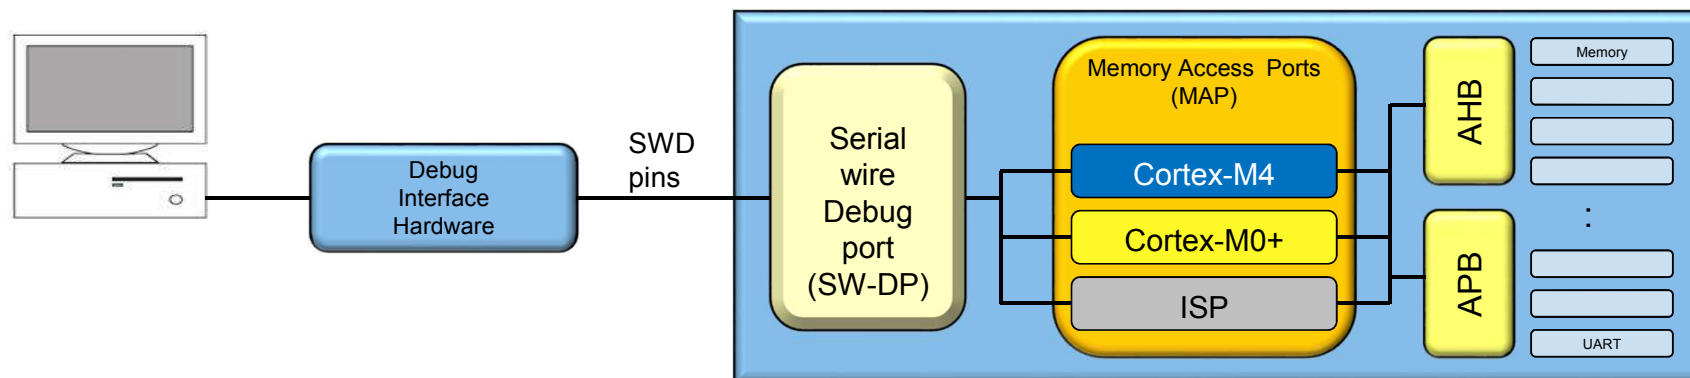 Debug
Interface
Hardware
SWD
pins
Serial
wire
Debug
port
(SW-DP)
Memory Access Ports
(MAP)
Cortex-M4
Cortex-M0+
ISP
AHB
APB
Memory
:
UART